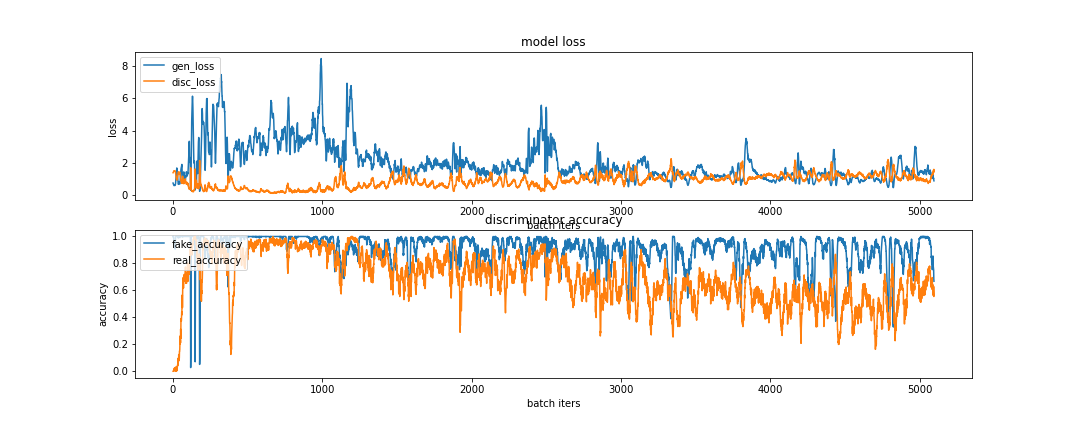 model loss
gen_loss
disc_loss
8
6
4
2
0
loss
0 1000 2000 3000 4000 5000
batch iters
discriminator accuracy
fake_accuracy
real_accuracy
1.0
0.8
0.6
0.4
0.2
0.0
accuracy
0 1000 2000 3000 4000 5000
batch iters